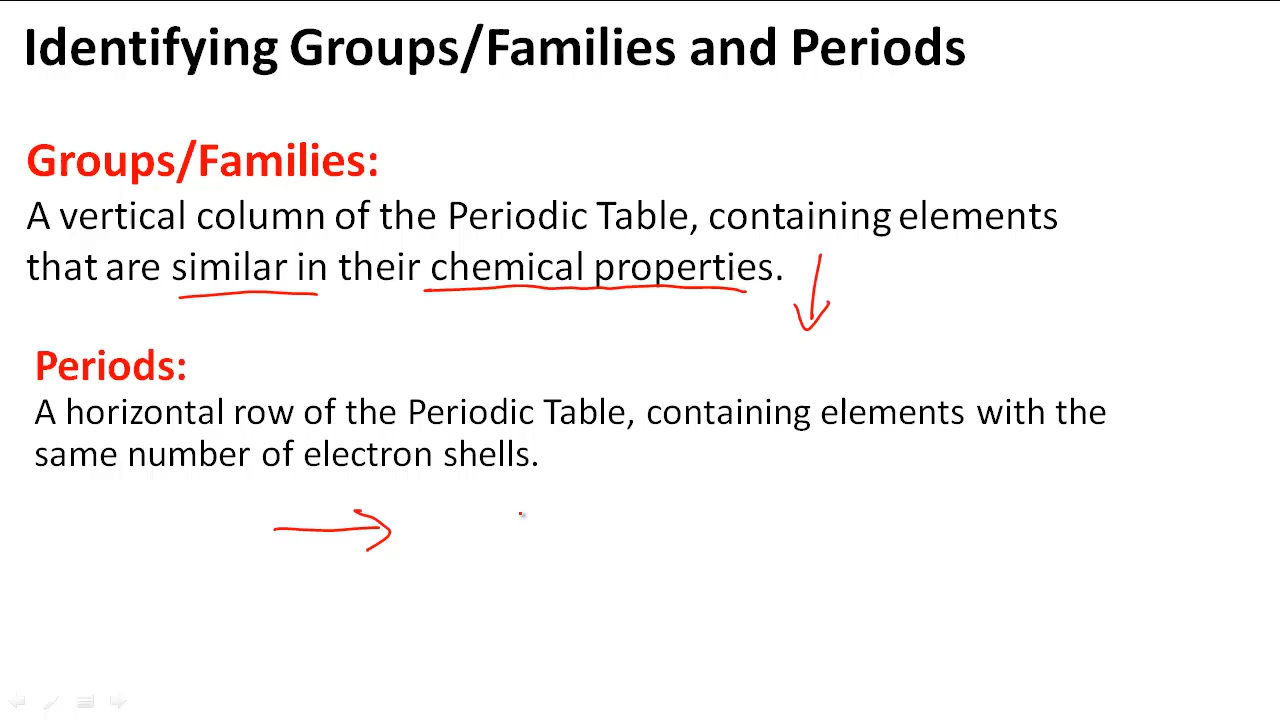 Identifying Groups/Families and Periods
Groups/Families:
A vertical column of the Periodic Table, containing elements
that are similar in their chemical properties.
Periods:
A horizontal row of the Periodic Table, containing elements with the
same number of electron shells.